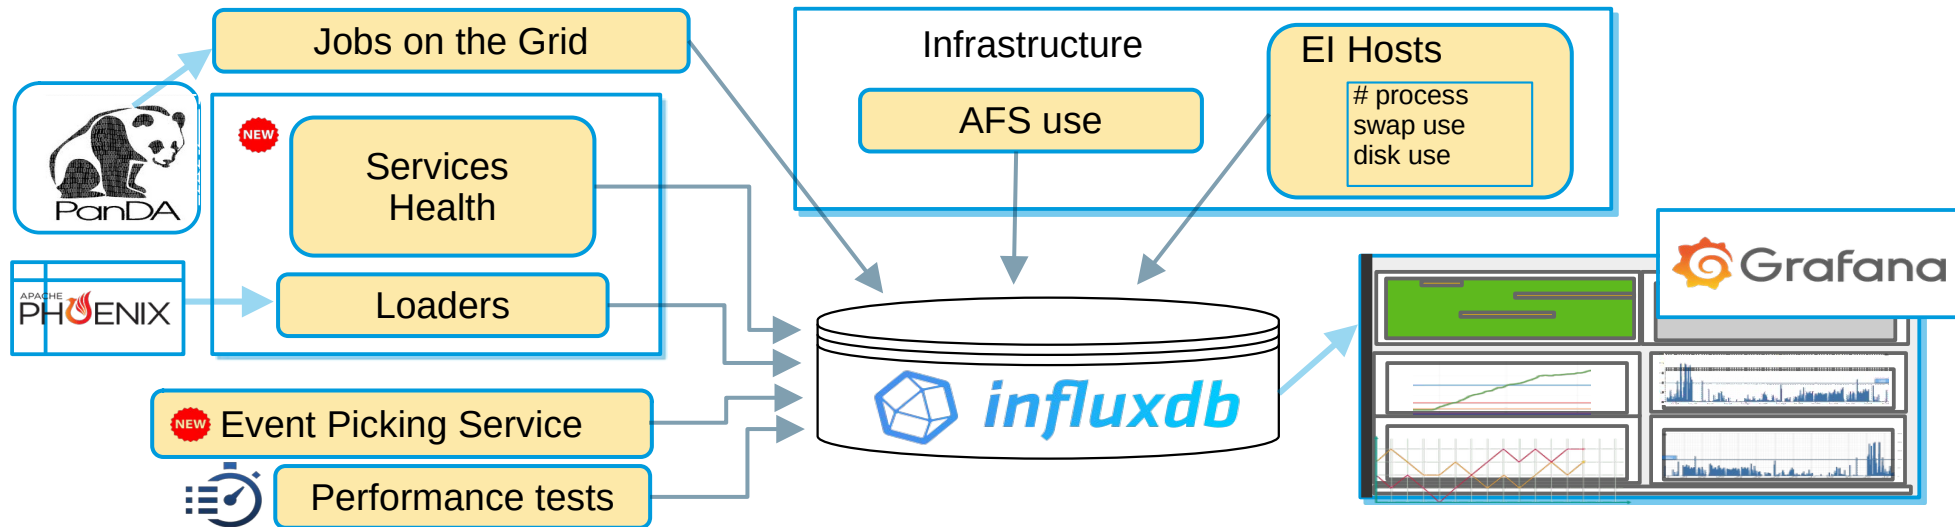 Jobs on the Grid
Infrastructure
EI Hosts
# process
swap use
disk use
AFS use
NEW
Services
Health
PanDA
APACHE
PHOENIX
Loaders
Grafana
influxdb
NEW
Event Picking Service
Performance tests